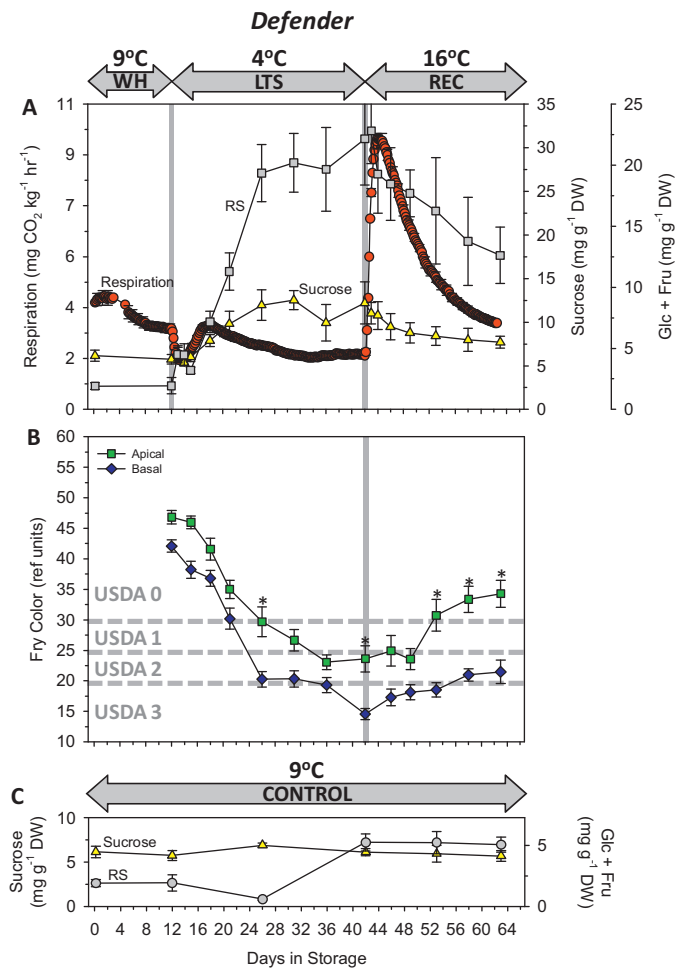 Defender
9°C 4°C 16°C
WH LTS REC
A
11 9 7 6 4 2 0
Respiration (mg CO2 kg-1 hr-1)
35 30 25 20 15 10 5 0
Sucrose (mg g-1 DW)
25 20 15 10 5 0
Glc + Fru (mg g-1 DW)
RS
Respiration
Sucrose
B
60 55 50 45 40 35 30 25 20 15 10
Fry Color (ref units)
Apical
Basal
* * * * *
USDA 0
USDA 1
USDA 2
USDA 3
9°C
CONTROL
C
10 5 0
Sucrose
(mg g-1 DW)
5 0
Glc + Fru
(mg g-1 DW)
Sucrose
RS
0 4 8 12 16 20 24 28 32 36 40 44 48 52 56 60 64
Days in Storage